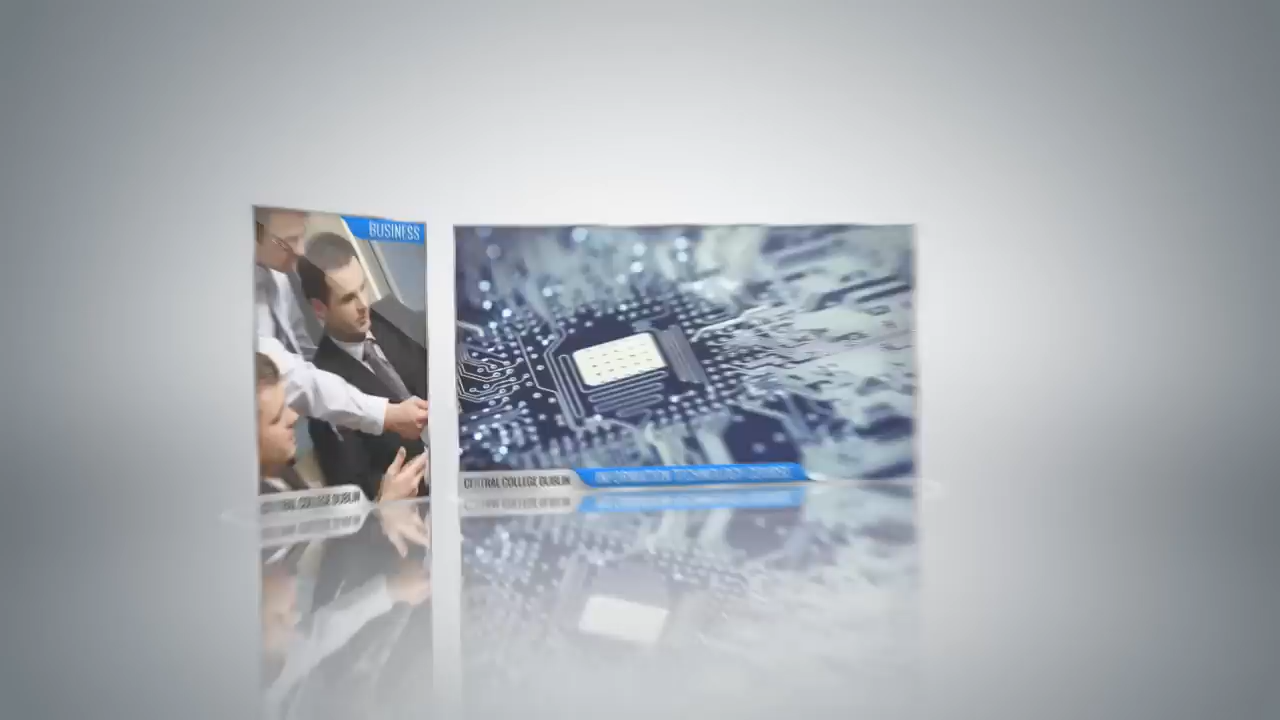 BUSINESS
CENTRAL COLLEGE DUBLIN
CENTRAL COLLEGE DUBLIN
INFORMATION TECHNOLOGY COURSE